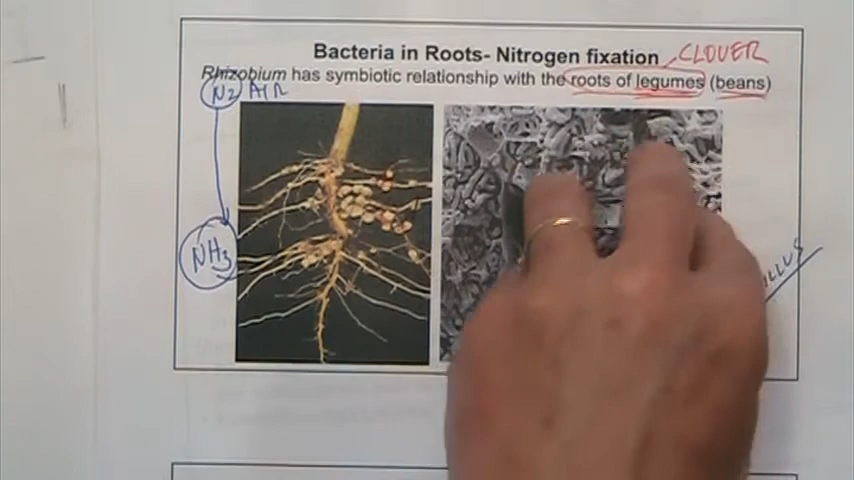 Bacteria in Roots- Nitrogen fixation CLOVER
Rhizobium has symbiotic relationship with the roots of legumes (beans)
N2 AIR
NH3